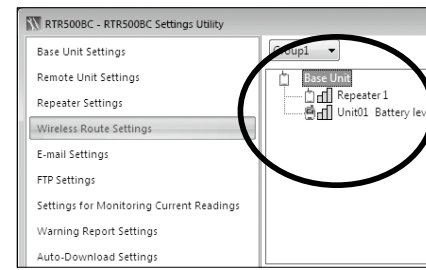 RTR500BC - RTR500BC Settings Utility
Base Unit Settings
Remote Unit Settings
Repeater Settings
Wireless Route Settings
E-mail Settings
FTP Settings
Settings for Monitoring Current Readings
Warning Report Settings
Auto-Download Settings
Group1
Base Unit
Repeater 1
Unit01 Battery lev